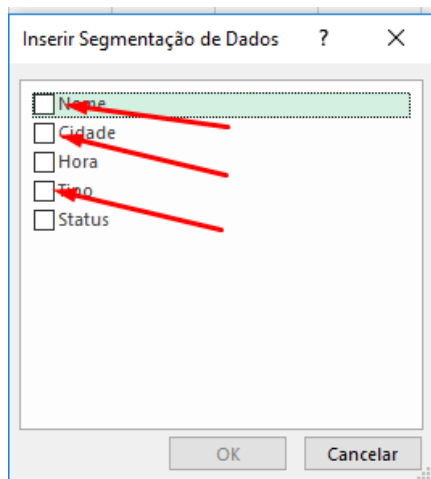 Inserir Segmentação de Dados ? ×
Nome
Cidade
Hora
Tipo
Status
OK Cancelar